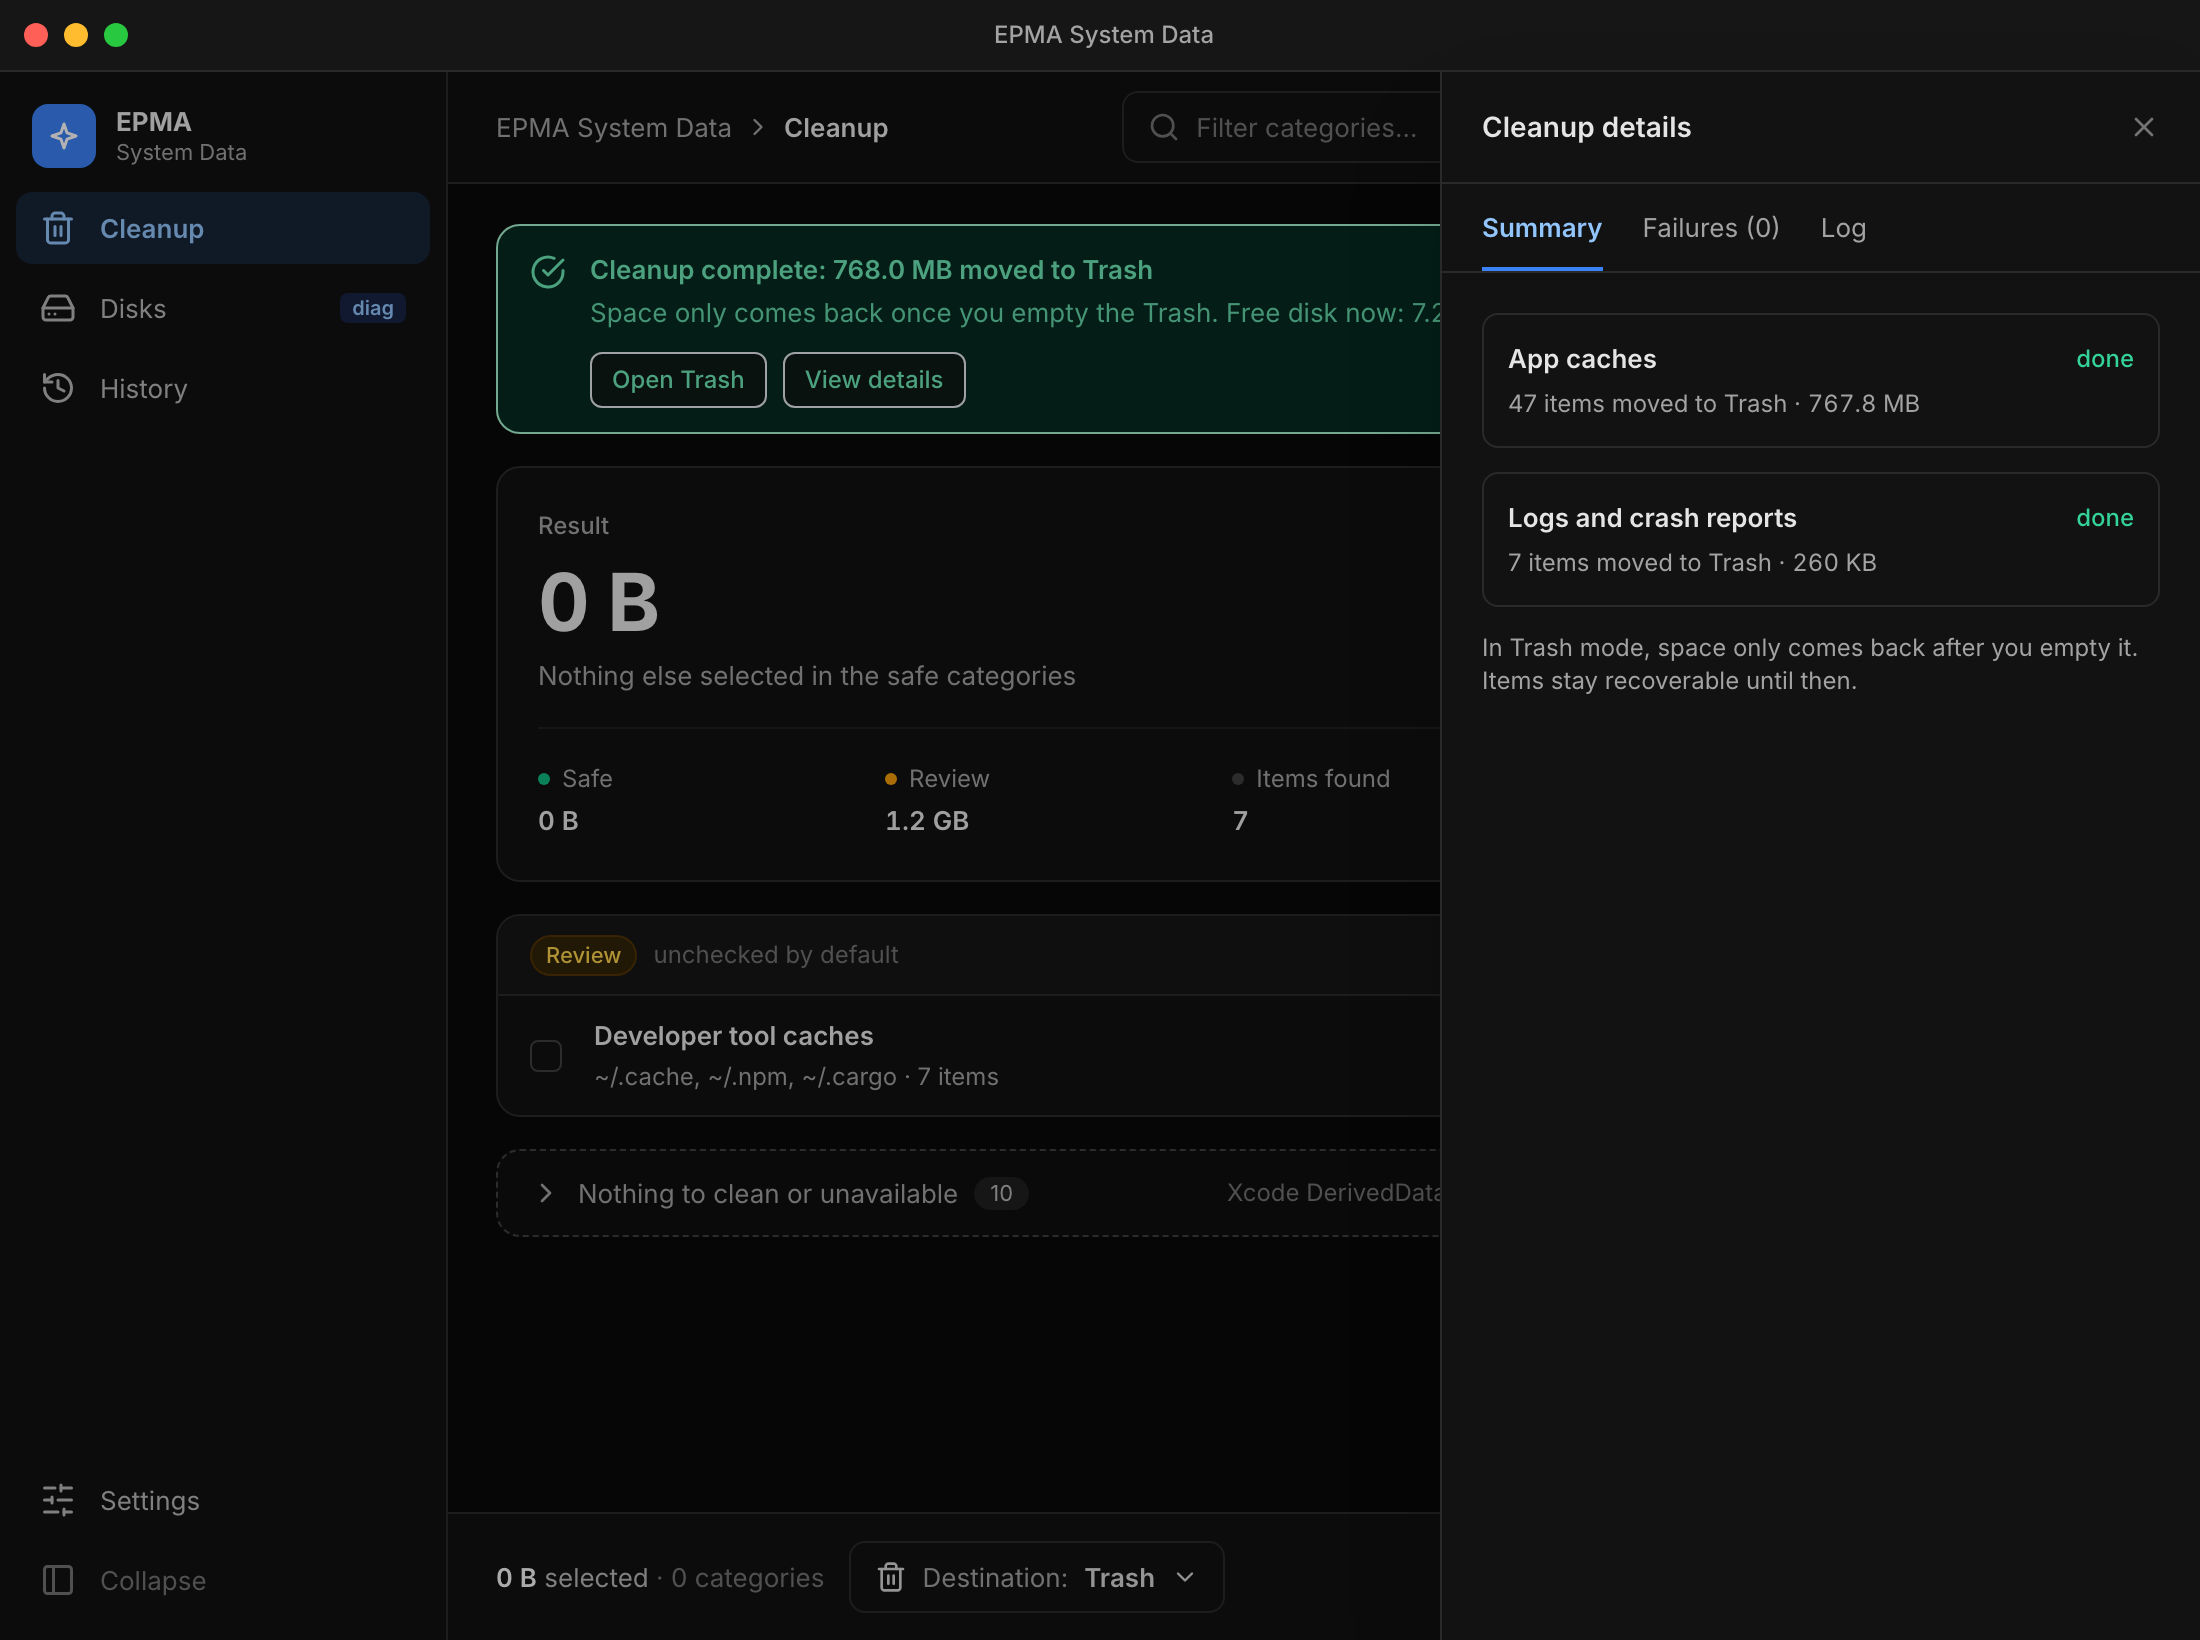 EPMA System Data
EPMA
System Data
Cleanup
Disks
diag
History
Settings
Collapse
EPMA System Data > Cleanup
Filter categories...
Cleanup complete: 768.0 MB moved to Trash
Space only comes back once you empty the Trash. Free disk now: 7.2
Open Trash
View details
Result
0 B
Nothing else selected in the safe categories
Safe
0 B
Review
1.2 GB
Items found
7
Review
unchecked by default
Developer tool caches
~/.cache, ~/.npm, ~/.cargo · 7 items
Nothing to clean or unavailable 10
Xcode DerivedData
0 B selected · 0 categories
Destination: Trash
Cleanup details
Summary
Failures (0)
Log
App caches
done
47 items moved to Trash · 767.8 MB
Logs and crash reports
done
7 items moved to Trash · 260 KB
In Trash mode, space only comes back after you empty it.
Items stay recoverable until then.